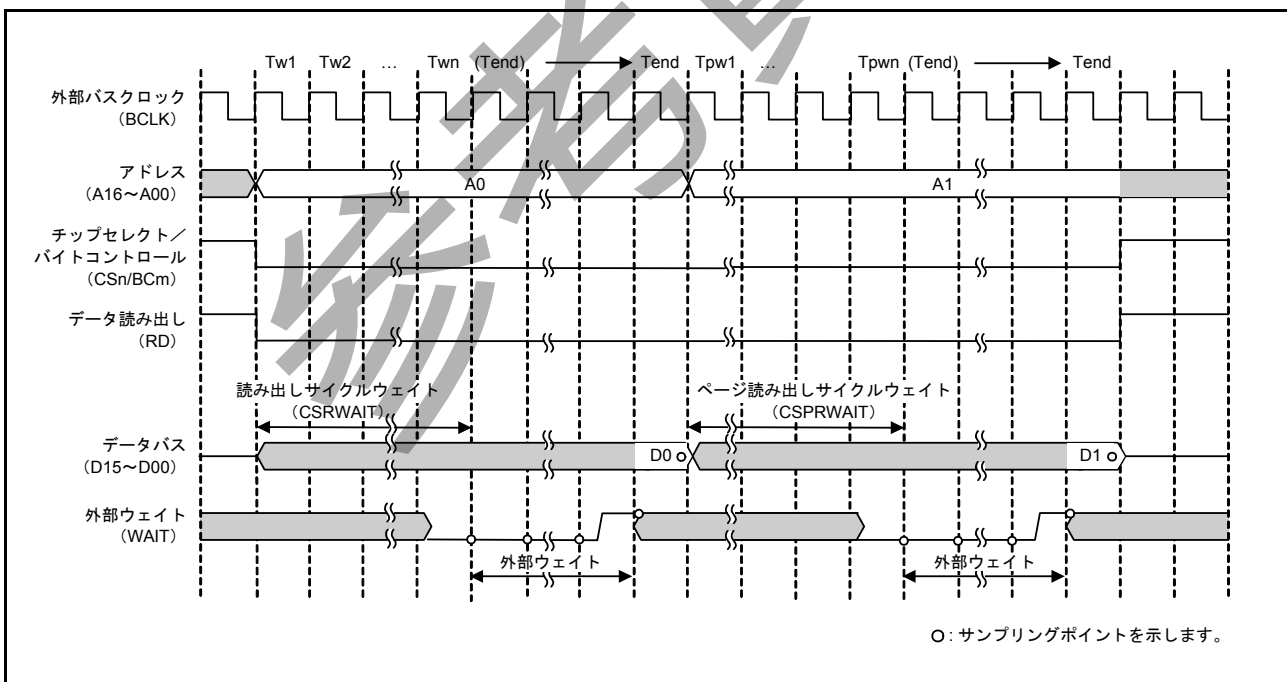 Tw1 Tw2 … Twn (Tend) Tend Tpw1 … Tpwn (Tend) Tend
外部バスクロック
（BCLK）
アドレス
（A16～A00）
A0 A1
チップセレクト／
バイトコントロール
（CSn/BCm）
データ読み出し
（RD）
読み出しサイクルウェイト
（CSRWAIT）
ページ読み出しサイクルウェイト
（CSPRWAIT）
データバス
（D15～D00）
D0 D1
外部ウェイト
（WAIT）
外部ウェイト 外部ウェイト
：サンプリングポイントを示します。
参考